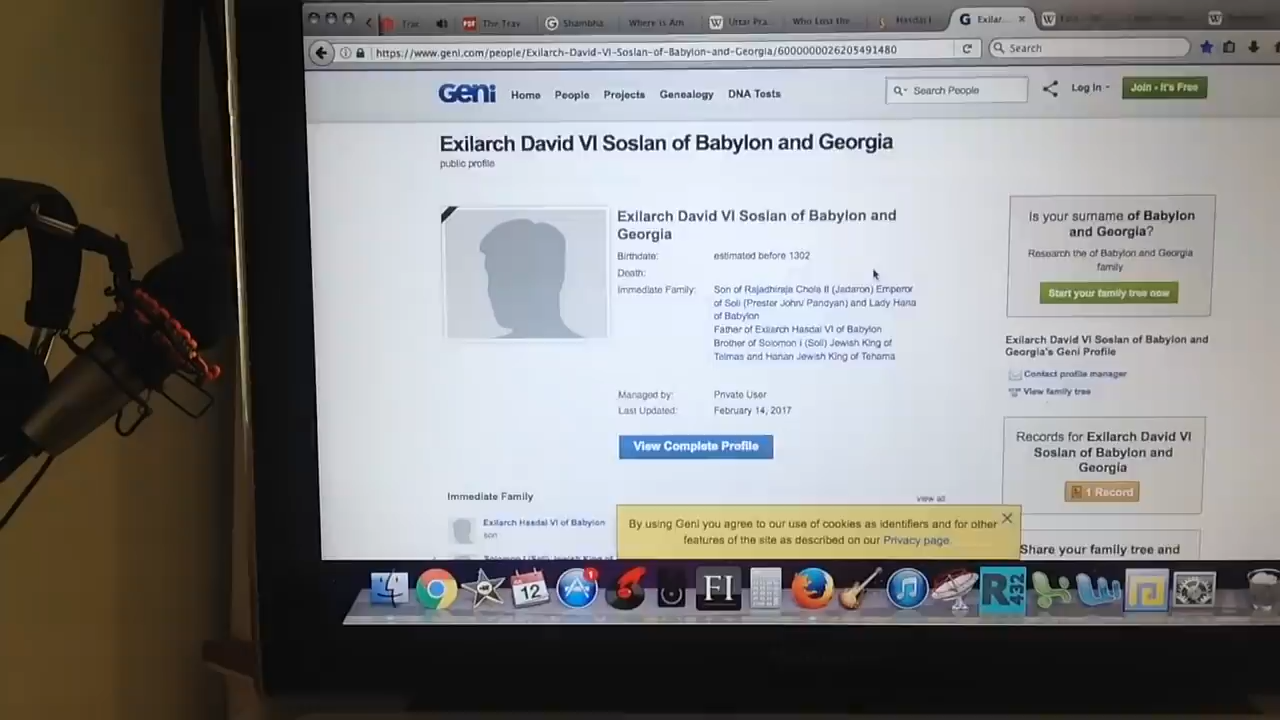 PDF The Trav
G Shambha
Where is Am
W Uttar Pra...
Who Lost the
Hasdai I
G Exilar...
W
W
https://www.geni.com/people/Exilarch-David-VI-Soslan-of-Babylon-and-Georgia/6000000026205491480
Search
Geni
Home People Projects Genealogy DNA Tests
Search People
Log In
Join - It's Free
Exilarch David VI Soslan of Babylon and Georgia
public profile
Exilarch David VI Soslan of Babylon and
Georgia
Birthdate: estimated before 1302
Death:
Immediate Family: Son of Rajadhiraja Chola II (Jadaron) Emperor
of Soli (Prester John/ Pandyan) and Lady Hana
of Babylon
Father of Exilarch Hasdai VI of Babylon
Brother of Solomon I (Soli) Jewish King of
Telmas and Hanan Jewish King of Tehama
Managed by: Private User
Last Updated: February 14, 2017
View Complete Profile
Immediate Family
view all
Exilarch Hasdai VI of Babylon
son
Solomon I (Soli) Jewish King of
By using Geni you agree to our use of cookies as identifiers and for other
features of the site as described on our Privacy page.
Is your surname of Babylon
and Georgia?
Research the of Babylon and Georgia
family
Start your family tree now
Exilarch David VI Soslan of Babylon and
Georgia's Geni Profile
Contact profile manager
View family tree
Records for Exilarch David VI
Soslan of Babylon and
Georgia
1 Record
Share your family tree and
12
1
FI
R
432